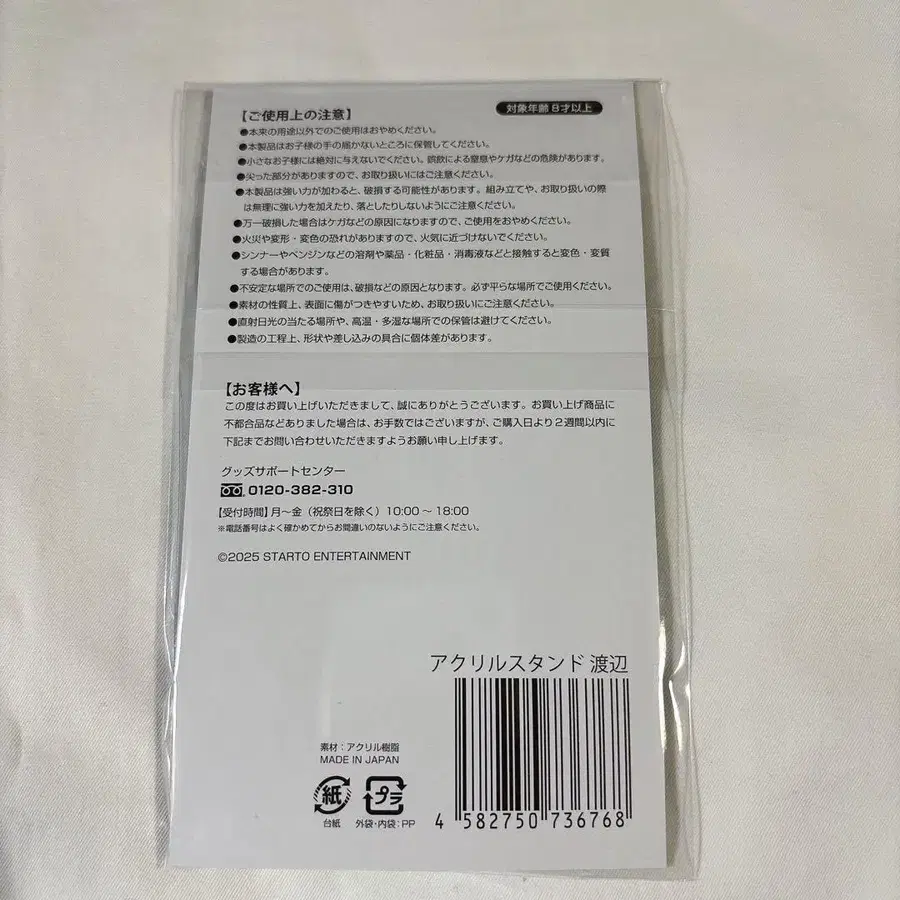 【ご使用上の注意】
対象年齢8才以上
●本来の用途以外でのご使用はおやめください。
●本製品はお子様の手の届かないところに保管してください。
●小さなお子様には絶対に与えないでください。誤飲による窒息やケガなどの危険があります。
●尖った部分がありますので、お取り扱いにはご注意ください。
●本製品は強い力が加わると、破損する可能性があります。組み立てや、お取り扱いの際
は無理に強い力を加えたり、落としたりしないようにご注意ください。
●万一破損した場合はケガなどの原因になりますので、ご使用をおやめください。
●火災や変形・変色の恐れがありますので、火気に近づけないでください。
●シンナーやベンジンなどの溶剤や薬品・化粧品・消毒液などと接触すると変色・変質
する場合があります。
●不安定な場所でのご使用は、破損などの原因となります。必ず平らな場所でご使用ください。
●素材の性質上、表面に傷がつきやすいため、お取り扱いにご注意ください。
●直射日光の当たる場所や、高温・多湿な場所での保管は避けてください。
●製造の工程上、形状や差し込みの具合に個体差があります。
【お客様へ】
この度はお買い上げいただきまして、誠にありがとうございます。お買い上げ商品に
不都合品などありました場合は、お手数ではございますが、ご購入日より2週間以内に
下記までお問い合わせいただきますようお願い申し上げます。
グッズサポートセンター
0120-382-310
【受付時間】月～金（祝祭日を除く）10:00～18:00
※電話番号はよく確かめてからお間違いのないようにご注意ください。
©2025 STARTO ENTERTAINMENT
アクリルスタンド 渡辺
素材：アクリル樹脂
MADE IN JAPAN
紙
プラ
台紙
外袋・内袋：PP
4 582750 736768